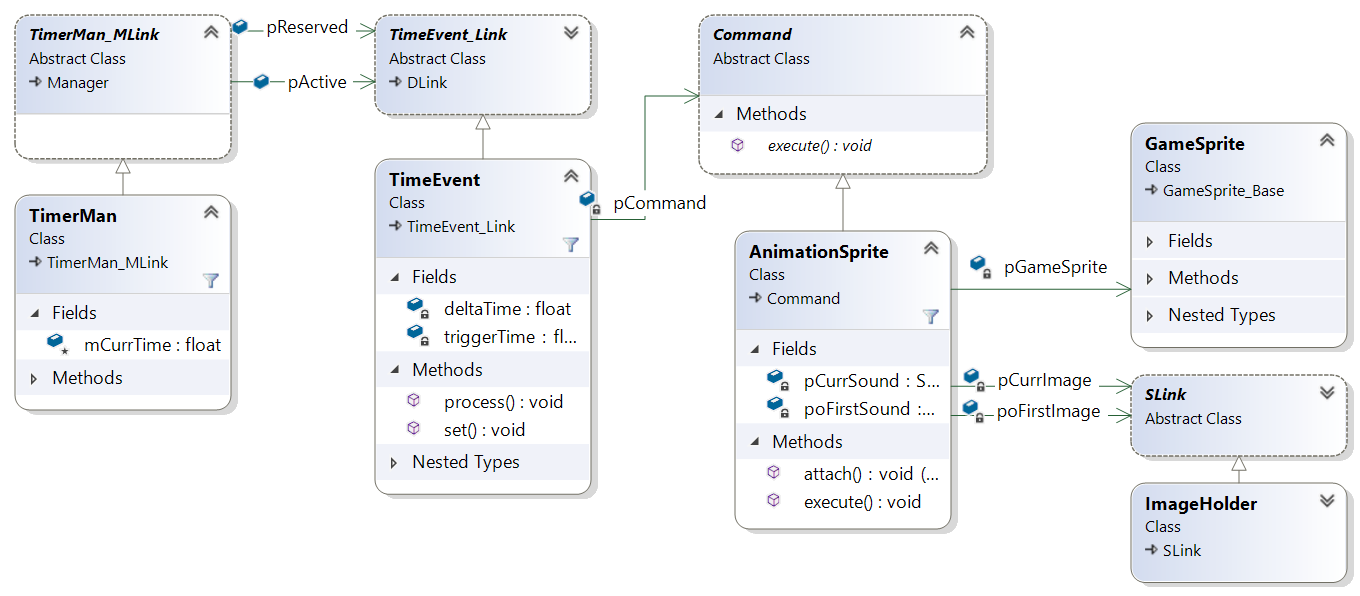 TimerMan_MLink
Abstract Class
Manager
pReserved
pActive
TimeEvent_Link
Abstract Class
DLink
TimerMan
Class
TimerMan_MLink
Fields
mCurrTime : float
Methods
TimeEvent
Class
TimeEvent_Link
Fields
deltaTime : float
triggerTime : fl...
Methods
process() : void
set() : void
Nested Types
pCommand
Command
Abstract Class
Methods
execute() : void
AnimationSprite
Class
Command
Fields
pCurrSound : S...
poFirstSound :...
Methods
attach() : void (...
execute() : void
pGameSprite
pCurrImage
poFirstImage
GameSprite
Class
GameSprite_Base
Fields
Methods
Nested Types
SLink
Abstract Class
ImageHolder
Class
SLink